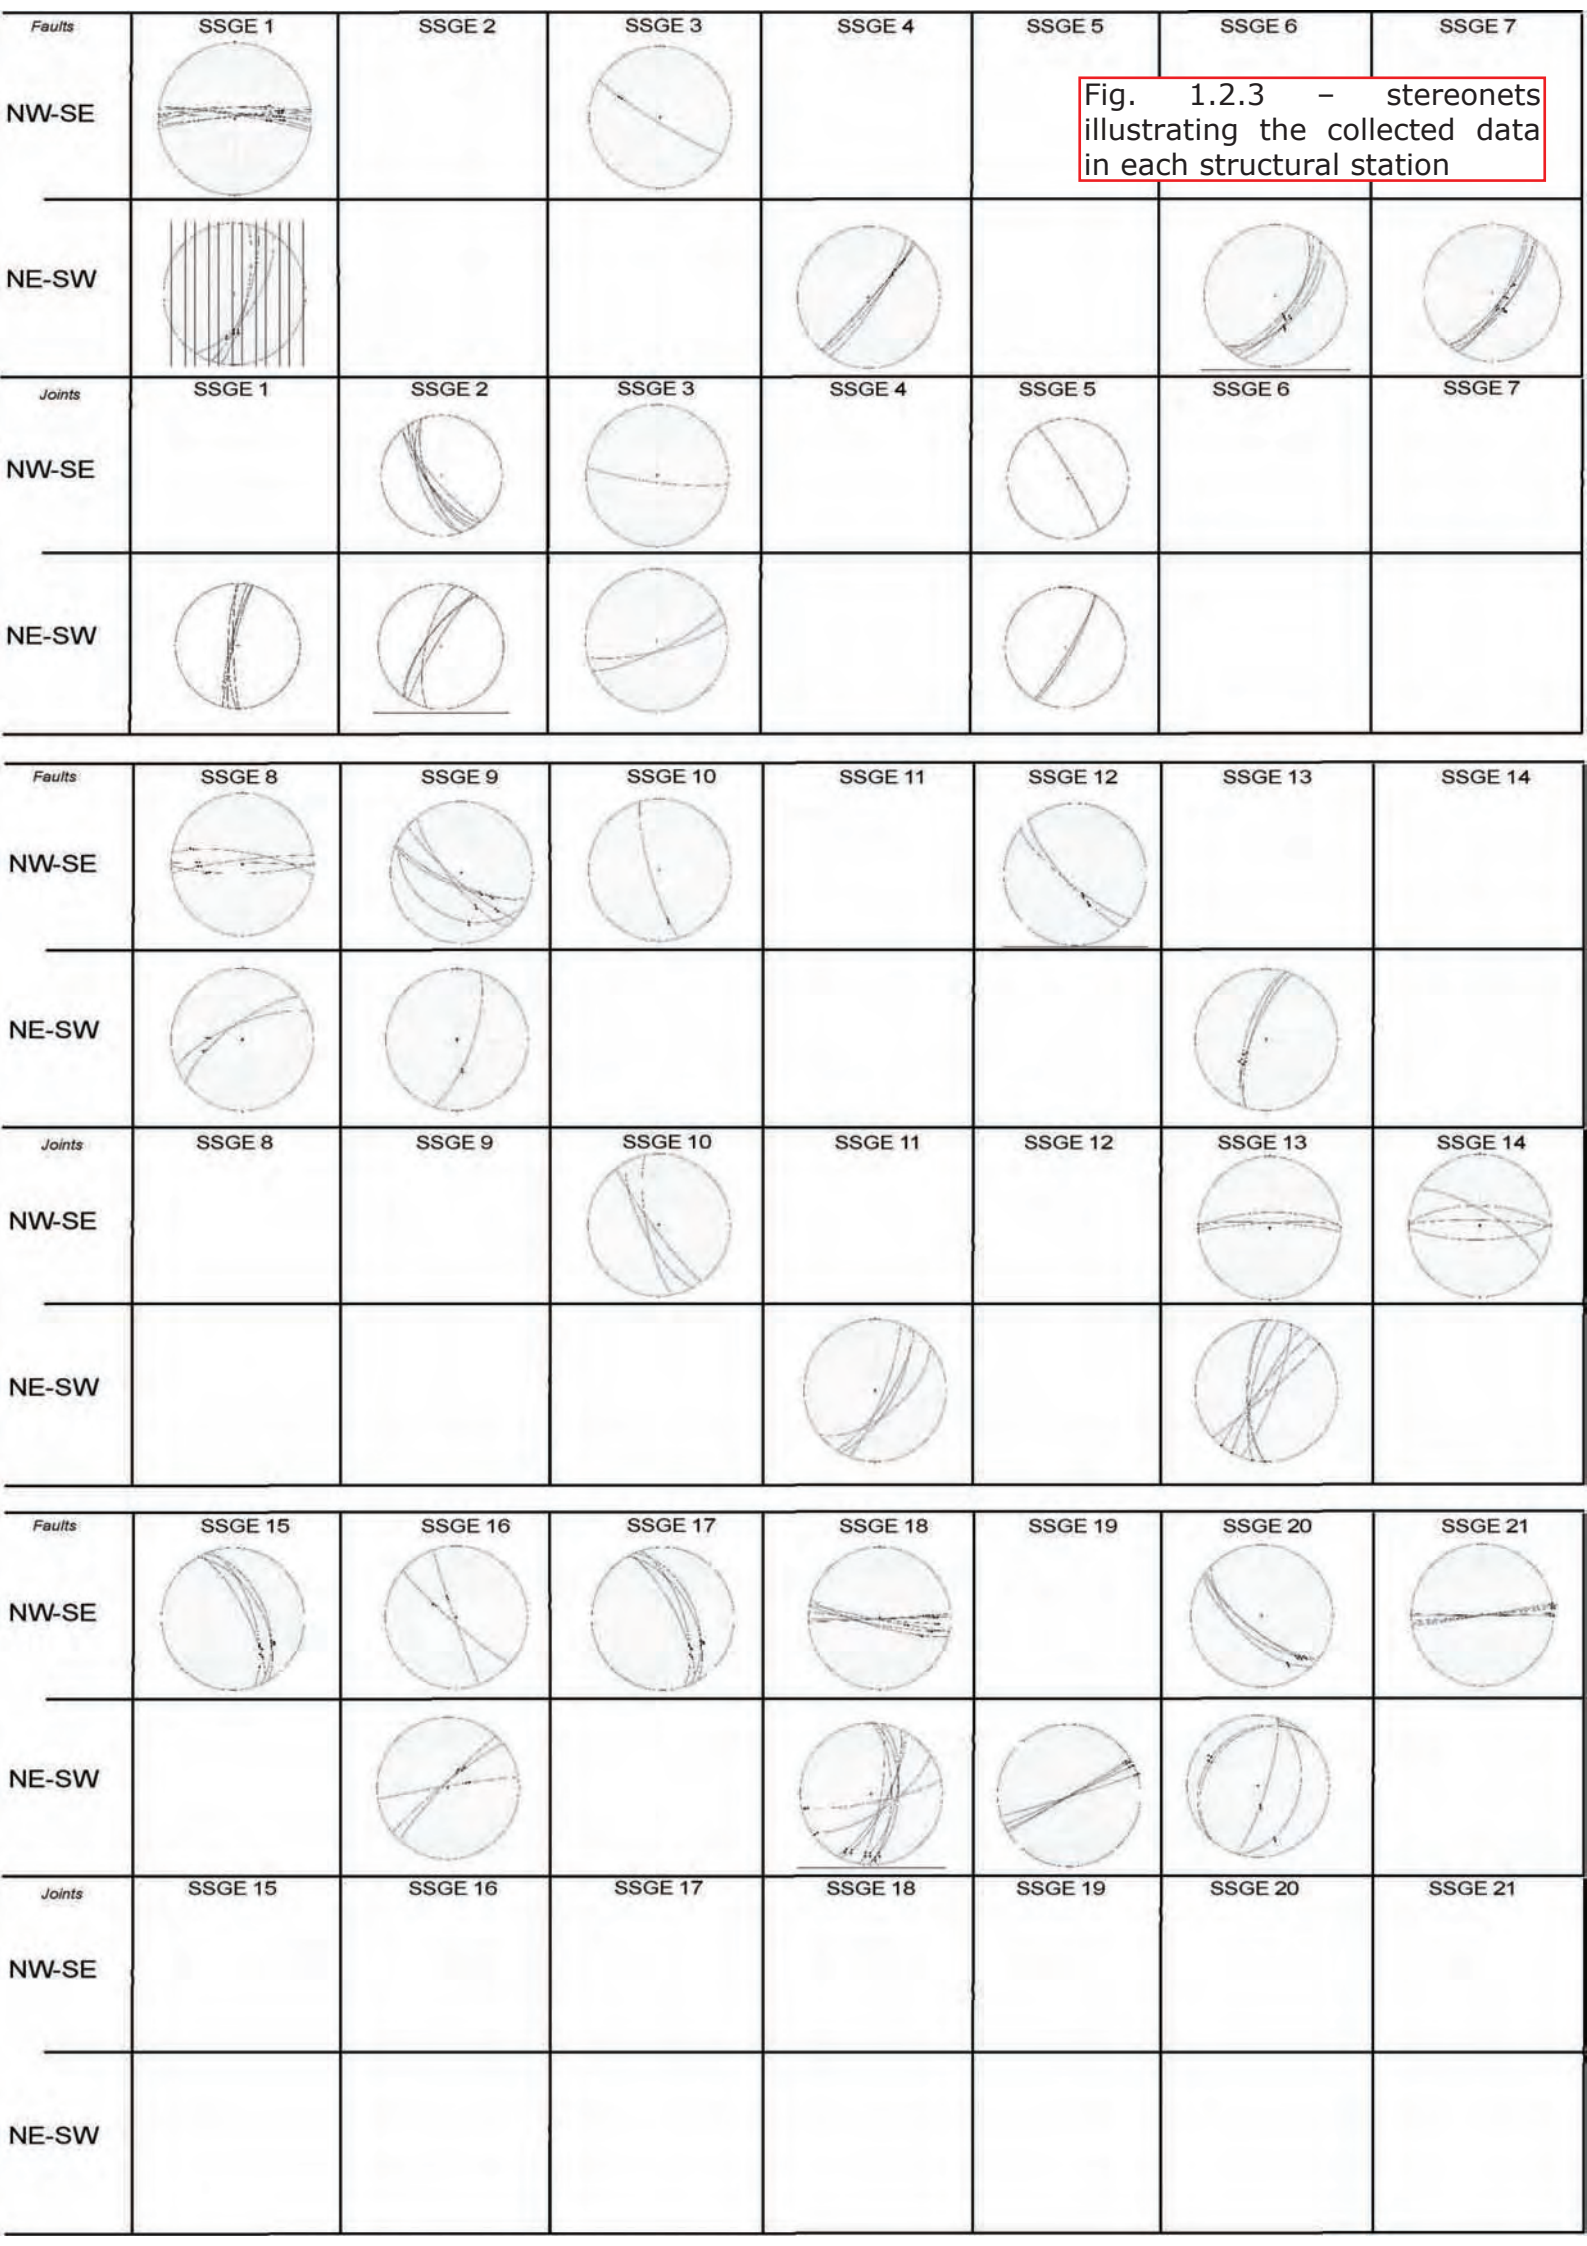 Faults SSGE 1 SSGE 2 SSGE 3 SSGE 4 SSGE 5 SSGE 6 SSGE 7
NW-SE
Fig. 1.2.3 – stereonets
illustrating the collected data
in each structural station
NE-SW
Joints SSGE 1 SSGE 2 SSGE 3 SSGE 4 SSGE 5 SSGE 6 SSGE 7
NW-SE
NE-SW
Faults SSGE 8 SSGE 9 SSGE 10 SSGE 11 SSGE 12 SSGE 13 SSGE 14
NW-SE
NE-SW
Joints SSGE 8 SSGE 9 SSGE 10 SSGE 11 SSGE 12 SSGE 13 SSGE 14
NW-SE
NE-SW
Faults SSGE 15 SSGE 16 SSGE 17 SSGE 18 SSGE 19 SSGE 20 SSGE 21
NW-SE
NE-SW
Joints SSGE 15 SSGE 16 SSGE 17 SSGE 18 SSGE 19 SSGE 20 SSGE 21
NW-SE
NE-SW